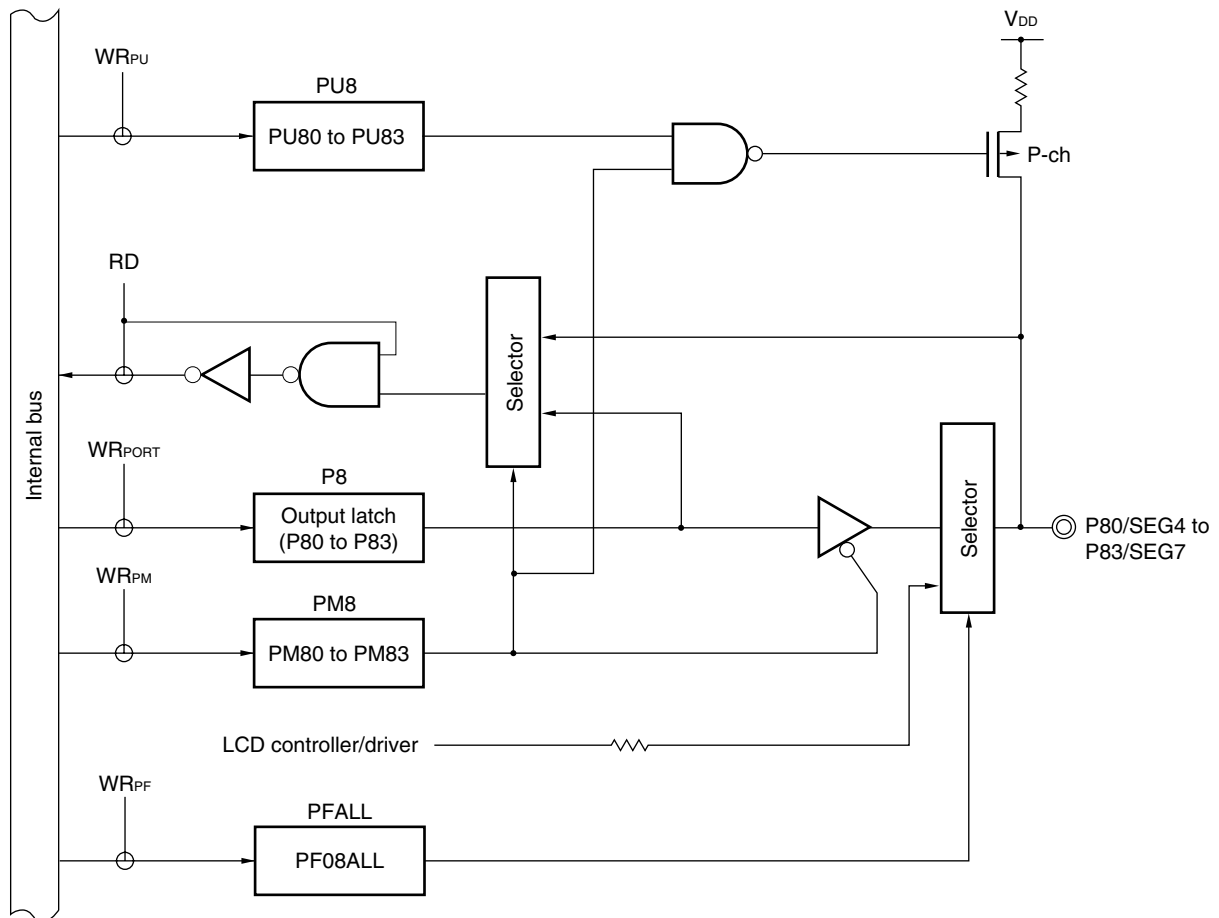 VDD
WRPU
PU8
PU80 to PU83
P-ch
RD
Selector
Internal bus
WRPORT
P8
Output latch
(P80 to P83)
Selector
P80/SEG4 to
P83/SEG7
WRPM
PM8
PM80 to PM83
LCD controller/driver
WRPF
PFALL
PF08ALL